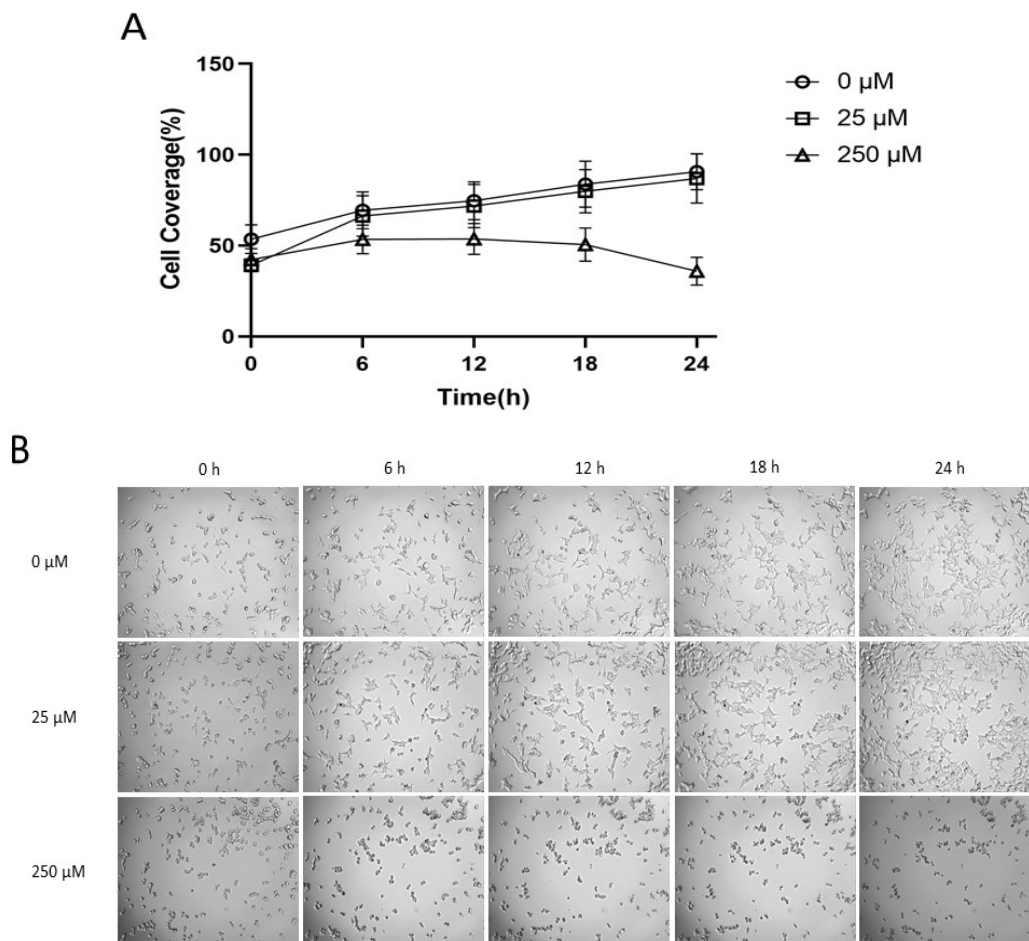 A
150
100
50
0
Cell Coverage(%)
0 6 12 18 24
Time(h)
0 µM
25 µM
250 µM
B
0 h 6 h 12 h 18 h 24 h
0 µM
25 µM
250 µM